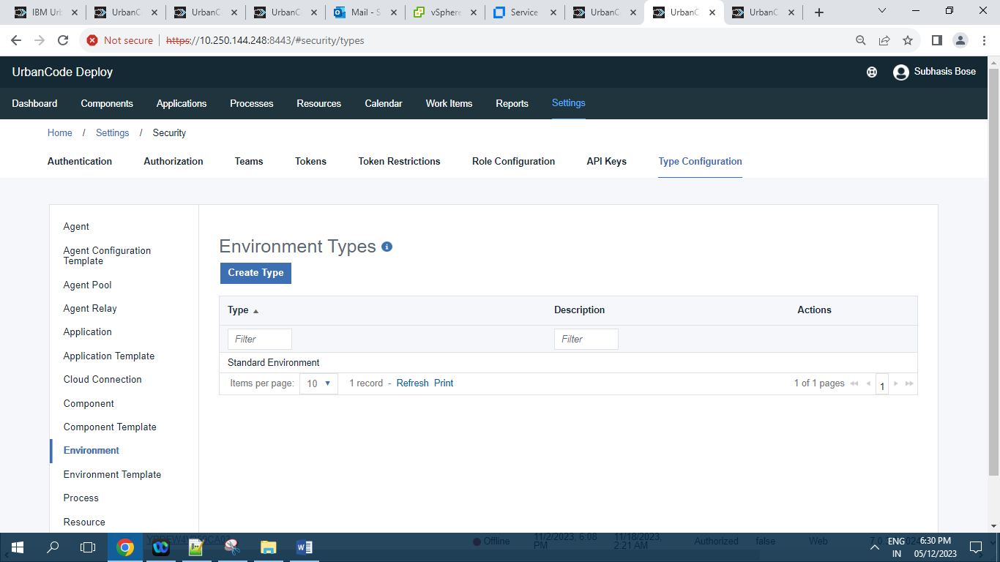 IBM Urb
UrbanC
UrbanC
UrbanC
Mail - S
vSphere
Service
UrbanC
UrbanC
UrbanC
Not secure
https://10.250.144.248:8443/#security/types
UrbanCode Deploy
Subhasis Bose
Dashboard Components Applications Processes Resources Calendar Work Items Reports Settings
Home / Settings / Security
Authentication Authorization Teams Tokens Token Restrictions Role Configuration API Keys Type Configuration
Agent
Agent Configuration
Template
Agent Pool
Agent Relay
Application
Application Template
Cloud Connection
Component
Component Template
Environment
Environment Template
Process
Resource
Environment Types
Create Type
Type Description Actions
Filter Filter
Standard Environment
Items per page: 10 1 record - Refresh Print 1 of 1 pages 1
Offline 11/2/2023, 6:08 PM 11/18/2023, 2:21 AM Authorized false Web
ENG
IN
6:30 PM
05/12/2023